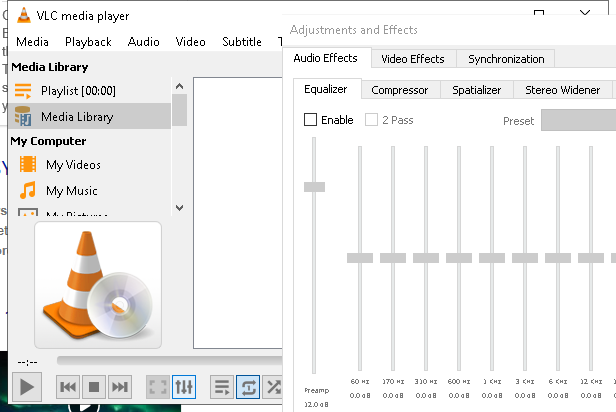 VLC media player
Media Playback Audio Video Subtitle
Media Library
Playlist [00:00]
Media Library
My Computer
My Videos
My Music
My Pictures
--:--
Adjustments and Effects
Audio Effects Video Effects Synchronization
Equalizer Compressor Spatializer Stereo Widener
Enable 2 Pass Preset
60 Hz 170 Hz 310 Hz 600 Hz 1 KHz 3 KHz 6 KHz 12 KHz
Preamp 0.0 dB 0.0 dB 0.0 dB 0.0 dB 0.0 dB 0.0 dB 0.0 dB 0.0
12.0 dB